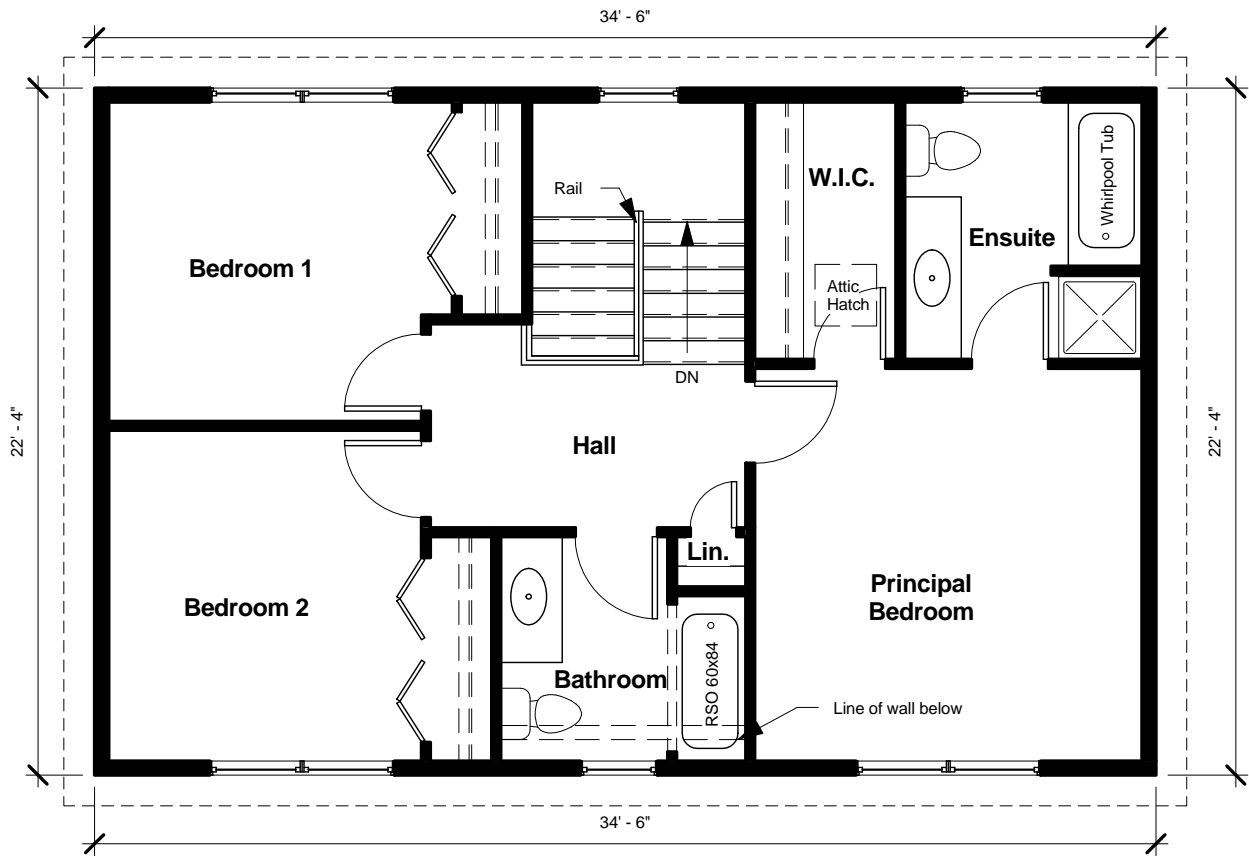 34' - 6"
Rail
W.I.C.
Whirlpool Tub
Ensuite
Bedroom 1
Attic
Hatch
DN
22' - 4"
22' - 4"
Hall
Lin.
Bedroom 2
Principal
Bedroom
Bathroom
RSO 60x84
Line of wall below
34' - 6"